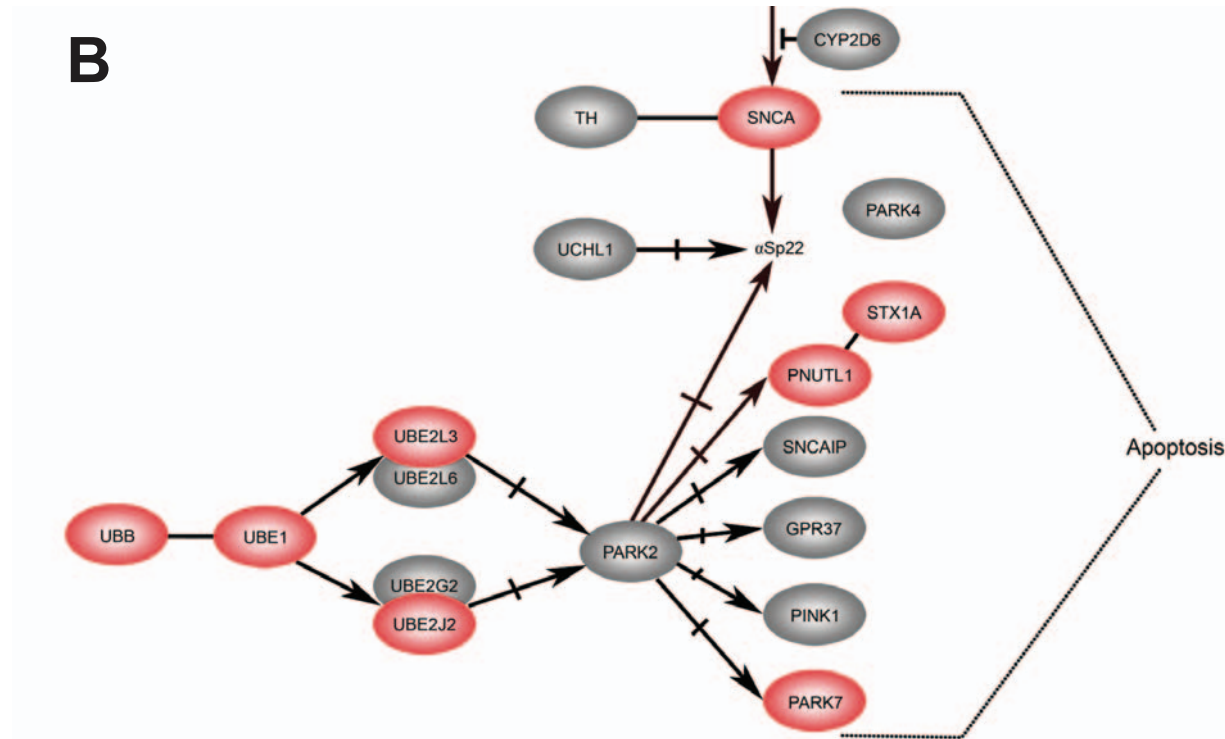 B
CYP2D6
TH
SNCA
PARK4
UCHL1
αSp22
STX1A
PNUTL1
UBE2L3
SNCAIP
Apoptosis
UBE2L6
UBB
UBE1
GPR37
PARK2
UBE2G2
PINK1
UBE2J2
PARK7